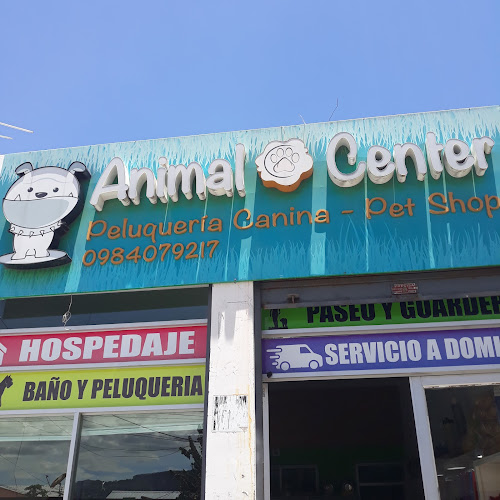 Animal Center
Peluquería Canina - Pet Shop
0984079217
HOSPEDAJE
BAÑO Y PELUQUERIA
PASEO Y GUARDER
SERVICIO A DOMI